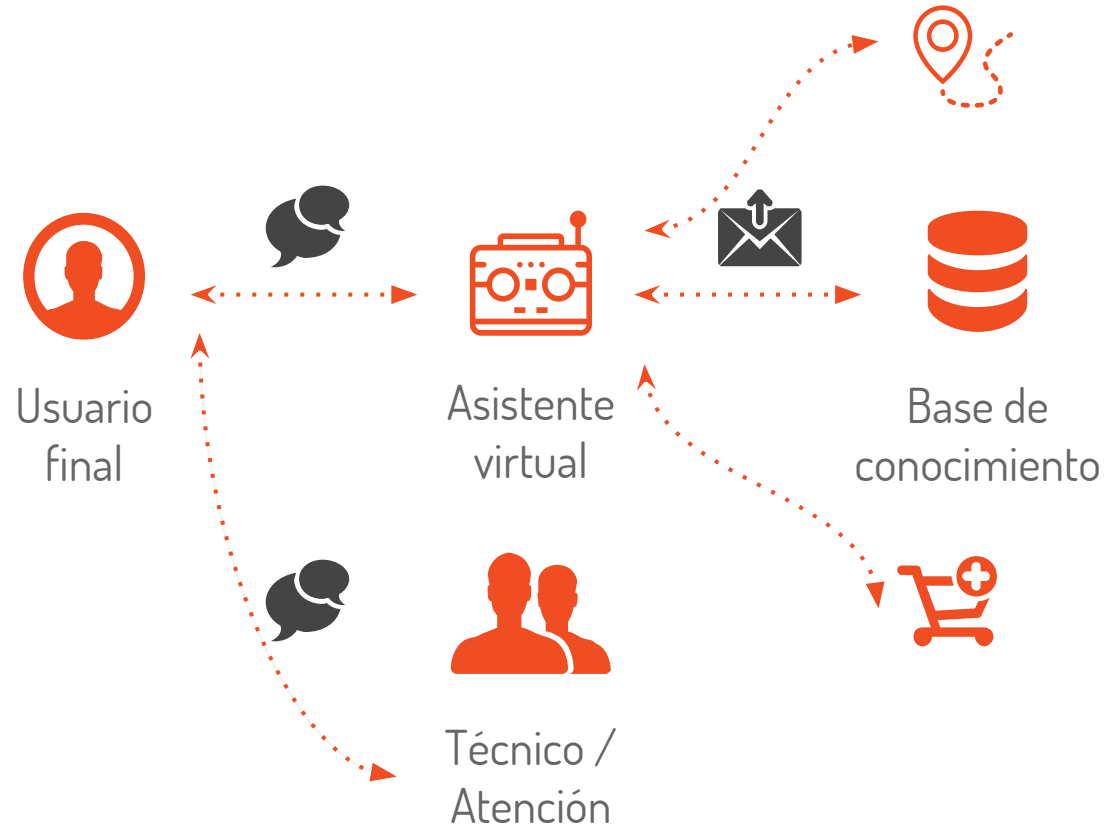 Usuario
final
Asistente
virtual
Base de
conocimiento
Técnico /
Atención